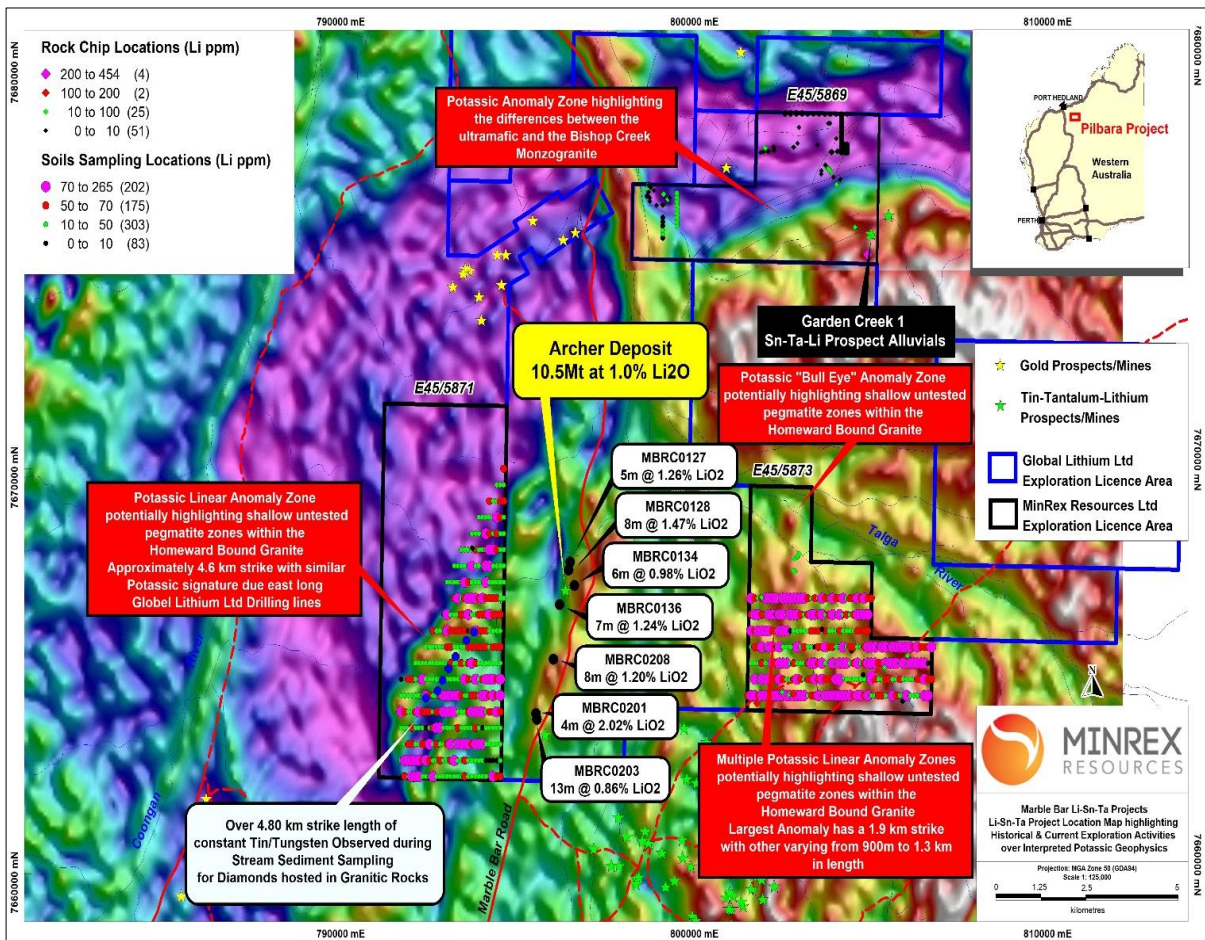 790000 mE
800000 mE
810000 mE
7680000 mN
7680000 mN
Rock Chip Locations (Li ppm)
200 to 454 (4)
100 to 200 (2)
10 to 100 (25)
0 to 10 (51)
Soils Sampling Locations (Li ppm)
70 to 265 (202)
50 to 70 (175)
10 to 50 (303)
0 to 10 (83)
Potassic Anomaly Zone highlighting
the differences between the
ultramafic and the Bishop Creek
Monzogranite
E45/5869
PORT HEDLAND
Pilbara Project
Western
Australia
PERTH
Garden Creek 1
Sn-Ta-Li Prospect Alluvials
Archer Deposit
10.5Mt at 1.0% Li2O
E45/5871
Potassic "Bull Eye" Anomaly Zone
potentially highlighting shallow untested
pegmatite zones within the
Homeward Bound Granite
E45/5873
Gold Prospects/Mines
Tin-Tantalum-Lithium
Prospects/Mines
Global Lithium Ltd
Exploration Licence Area
MinRex Resources Ltd
Exploration Licence Area
7670000 mN
7670000 mN
Potassic Linear Anomaly Zone
potentially highlighting shallow untested
pegmatite zones within the
Homeward Bound Granite
Approximately 4.6 km strike with similar
Potassic signature due east long
Globel Lithium Ltd Drilling lines
MBRC0127
5m @ 1.26% LiO2
MBRC0128
8m @ 1.47% LiO2
MBRC0134
6m @ 0.98% LiO2
MBRC0136
7m @ 1.24% LiO2
MBRC0208
8m @ 1.20% LiO2
MBRC0201
4m @ 2.02% LiO2
MBRC0203
13m @ 0.86% LiO2
Talga
River
River
Coongan
Marble Bar Road
Over 4.80 km strike length of
constant Tin/Tungsten Observed during
Stream Sediment Sampling
for Diamonds hosted in Granitic Rocks
Multiple Potassic Linear Anomaly Zones
potentially highlighting shallow untested
pegmatite zones within the
Homeward Bound Granite
Largest Anomaly has a 1.9 km strike
with other varying from 900m to 1.3 km
in length
N
MINREX
RESOURCES
Marble Bar Li-Sn-Ta Projects
Li-Sn-Ta Project Location Map highlighting
Historical & Current Exploration Activities
over Interpreted Potassic Geophysics
Projection: MGA Zone 50 (GDA94)
Scale 1: 125,000
0 1.25 2.5 5
kilometres
7660000 mN
7660000 mN
790000 mE
800000 mE
810000 mE